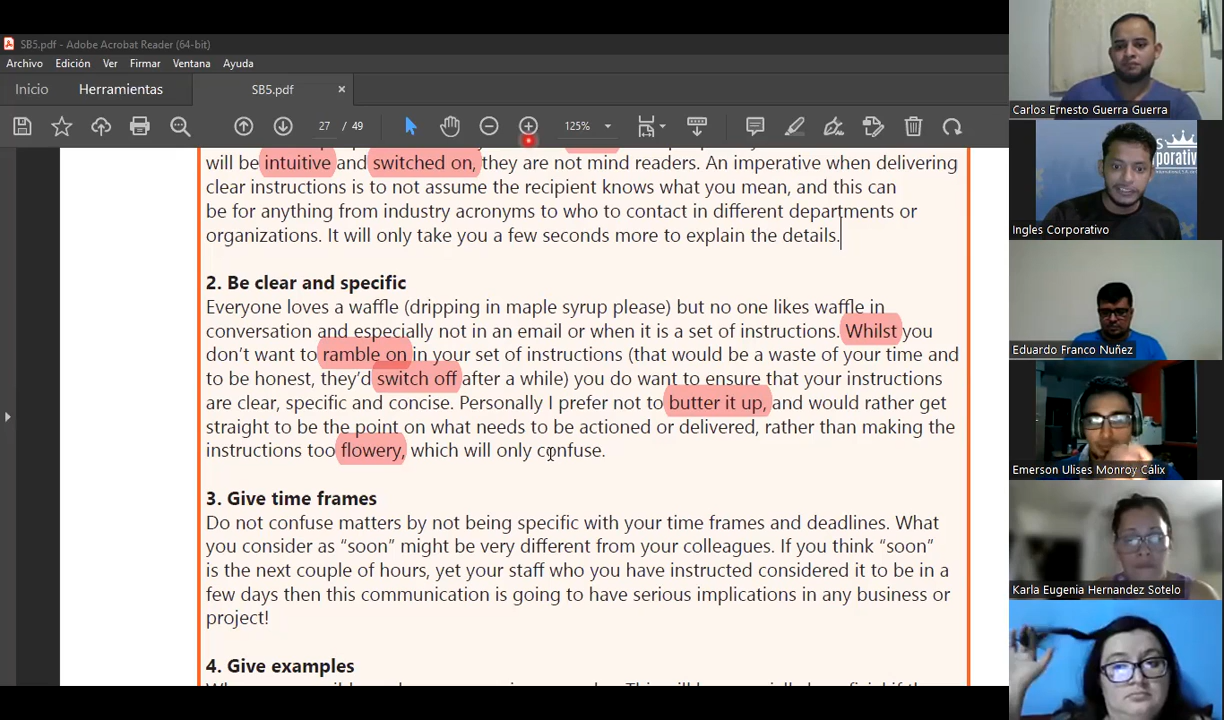 SB5.pdf - Adobe Acrobat Reader (64-bit)
Archivo Edición Ver Firmar Ventana Ayuda
Inicio Herramientas SB5.pdf ×
27 / 49 125%
will be intuitive and switched on, they are not mind readers. An imperative when delivering
clear instructions is to not assume the recipient knows what you mean, and this can
be for anything from industry acronyms to who to contact in different departments or
organizations. It will only take you a few seconds more to explain the details.
2. Be clear and specific
Everyone loves a waffle (dripping in maple syrup please) but no one likes waffle in
conversation and especially not in an email or when it is a set of instructions. Whilst you
don't want to ramble on in your set of instructions (that would be a waste of your time and
to be honest, they'd switch off after a while) you do want to ensure that your instructions
are clear, specific and concise. Personally I prefer not to butter it up, and would rather get
straight to be the point on what needs to be actioned or delivered, rather than making the
instructions too flowery, which will only confuse.
3. Give time frames
Do not confuse matters by not being specific with your time frames and deadlines. What
you consider as “soon” might be very different from your colleagues. If you think “soon”
is the next couple of hours, yet your staff who you have instructed considered it to be in a
few days then this communication is going to have serious implications in any business or
project!
4. Give examples
Carlos Ernesto Guerra Guerra
Ingles Corporativo
Eduardo Franco Nuñez
Emerson Ulises Monroy Cálix
Karla Eugenia Hernandez Sotelo